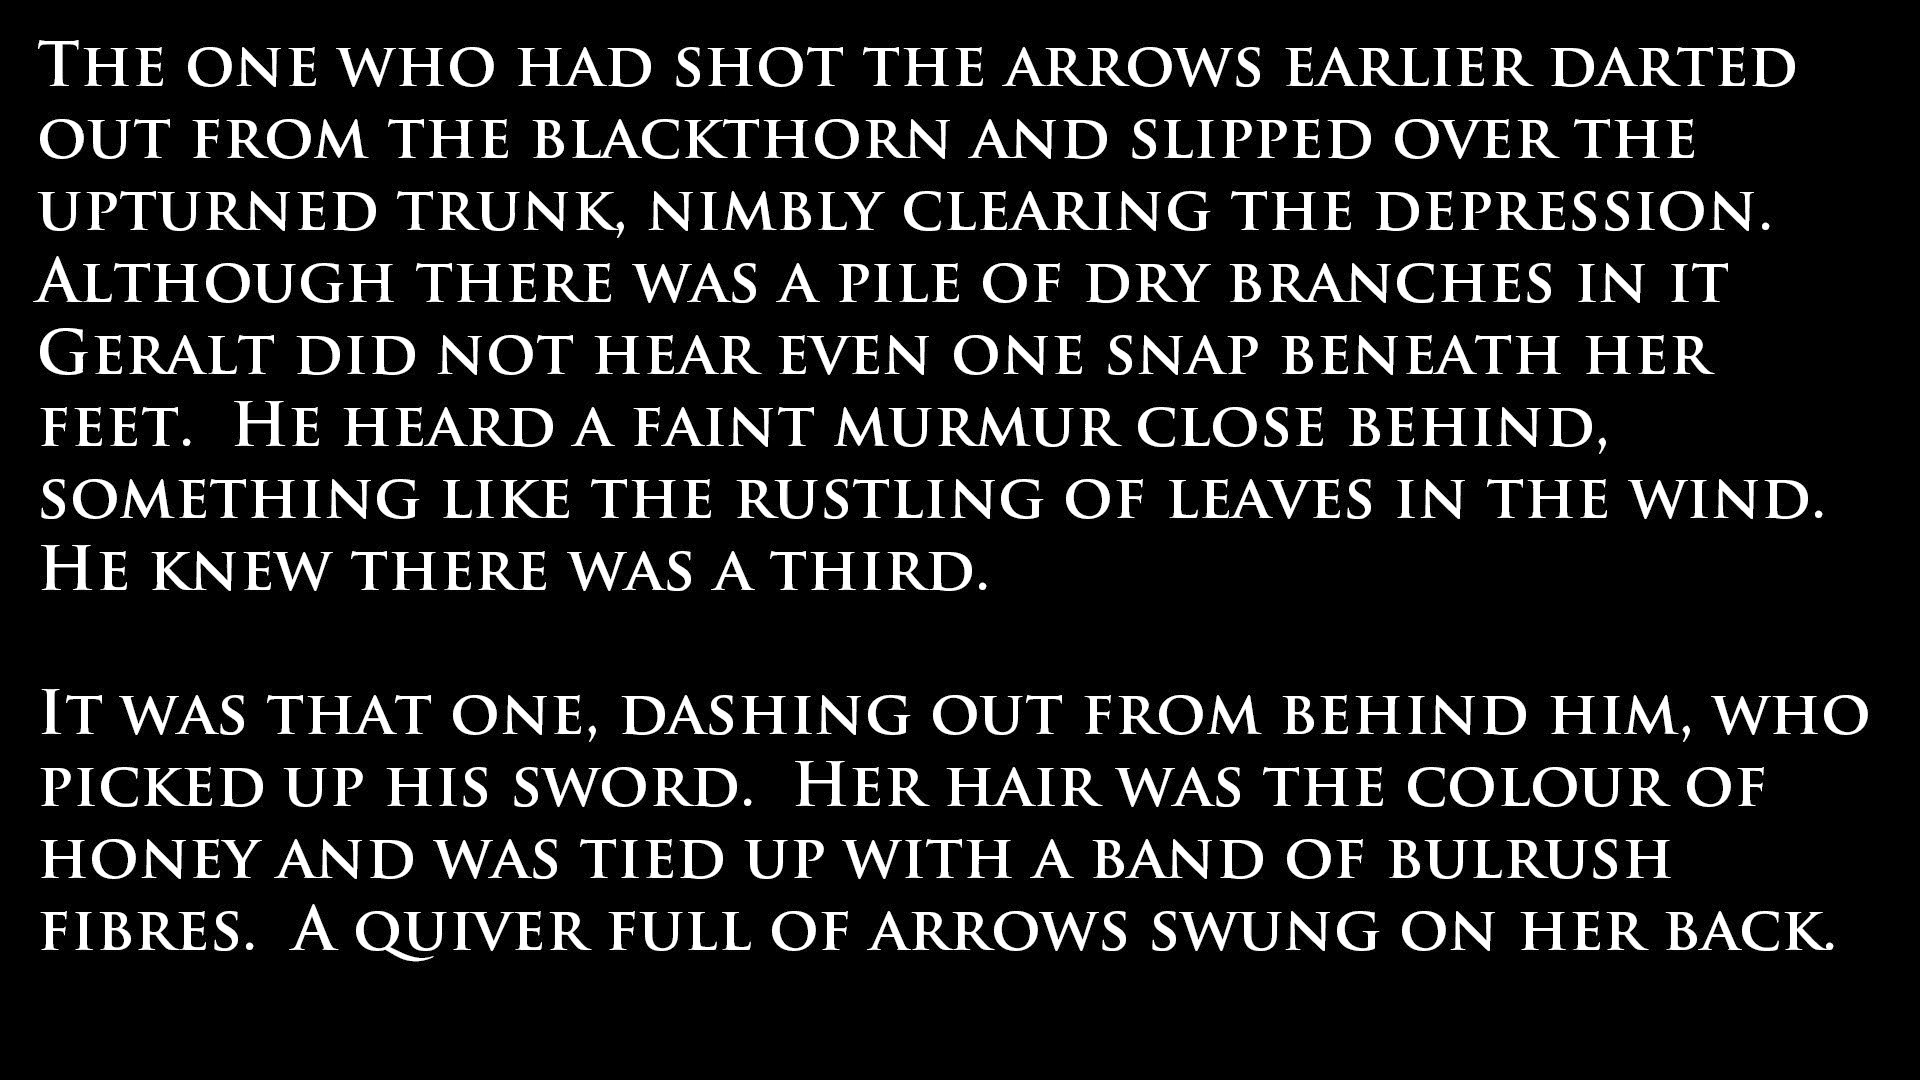 The one who had shot the arrows earlier darted
out from the blackthorn and slipped over the
upturned trunk, nimbly clearing the depression.
Although there was a pile of dry branches in it
Geralt did not hear even one snap beneath her
feet.  He heard a faint murmur close behind,
something like the rustling of leaves in the wind.
He knew there was a third.

It was that one, dashing out from behind him, who
picked up his sword.  Her hair was the colour of
honey and was tied up with a band of bulrush
fibres.  A quiver full of arrows swung on her back.